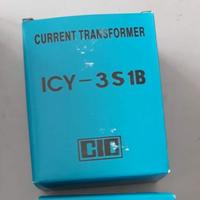 CURRENT TRANSFORMER
ICY-3S1B
CIC